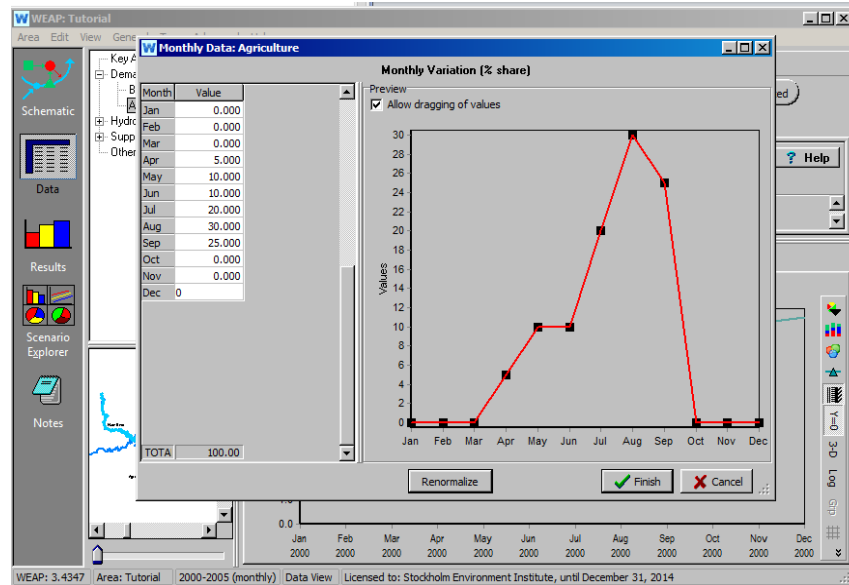 WEAP: Tutorial
Area Edit View
Schematic
Data
Results
Scenario
Explorer
Notes
Key A
Dema
B
A
Hydro
Supp
Other
Monthly Data: Agriculture
Monthly Variation (% share)
Month Value
Jan 0.000
Feb 0.000
Mar 0.000
Apr 5.000
May 10.000
Jun 10.000
Jul 20.000
Aug 30.000
Sep 25.000
Oct 0.000
Nov 0.000
Dec 0
TOTA 100.00
Preview
Allow dragging of values
Values
30
28
26
24
22
20
18
16
14
12
10
8
6
4
2
0
Jan Feb Mar Apr May Jun Jul Aug Sep Oct Nov Dec
Renormalize
Finish
Cancel
ed
? Help
Y=0
3-D
Log
0.0
Jan Feb Mar Apr May Jun Jul Aug Sep Oct Nov Dec
2000 2000 2000 2000 2000 2000 2000 2000 2000 2000 2000 2000
WEAP: 3.4347 Area: Tutorial 2000-2005 (monthly) Data View Licensed to: Stockholm Environment Institute, until December 31, 2014